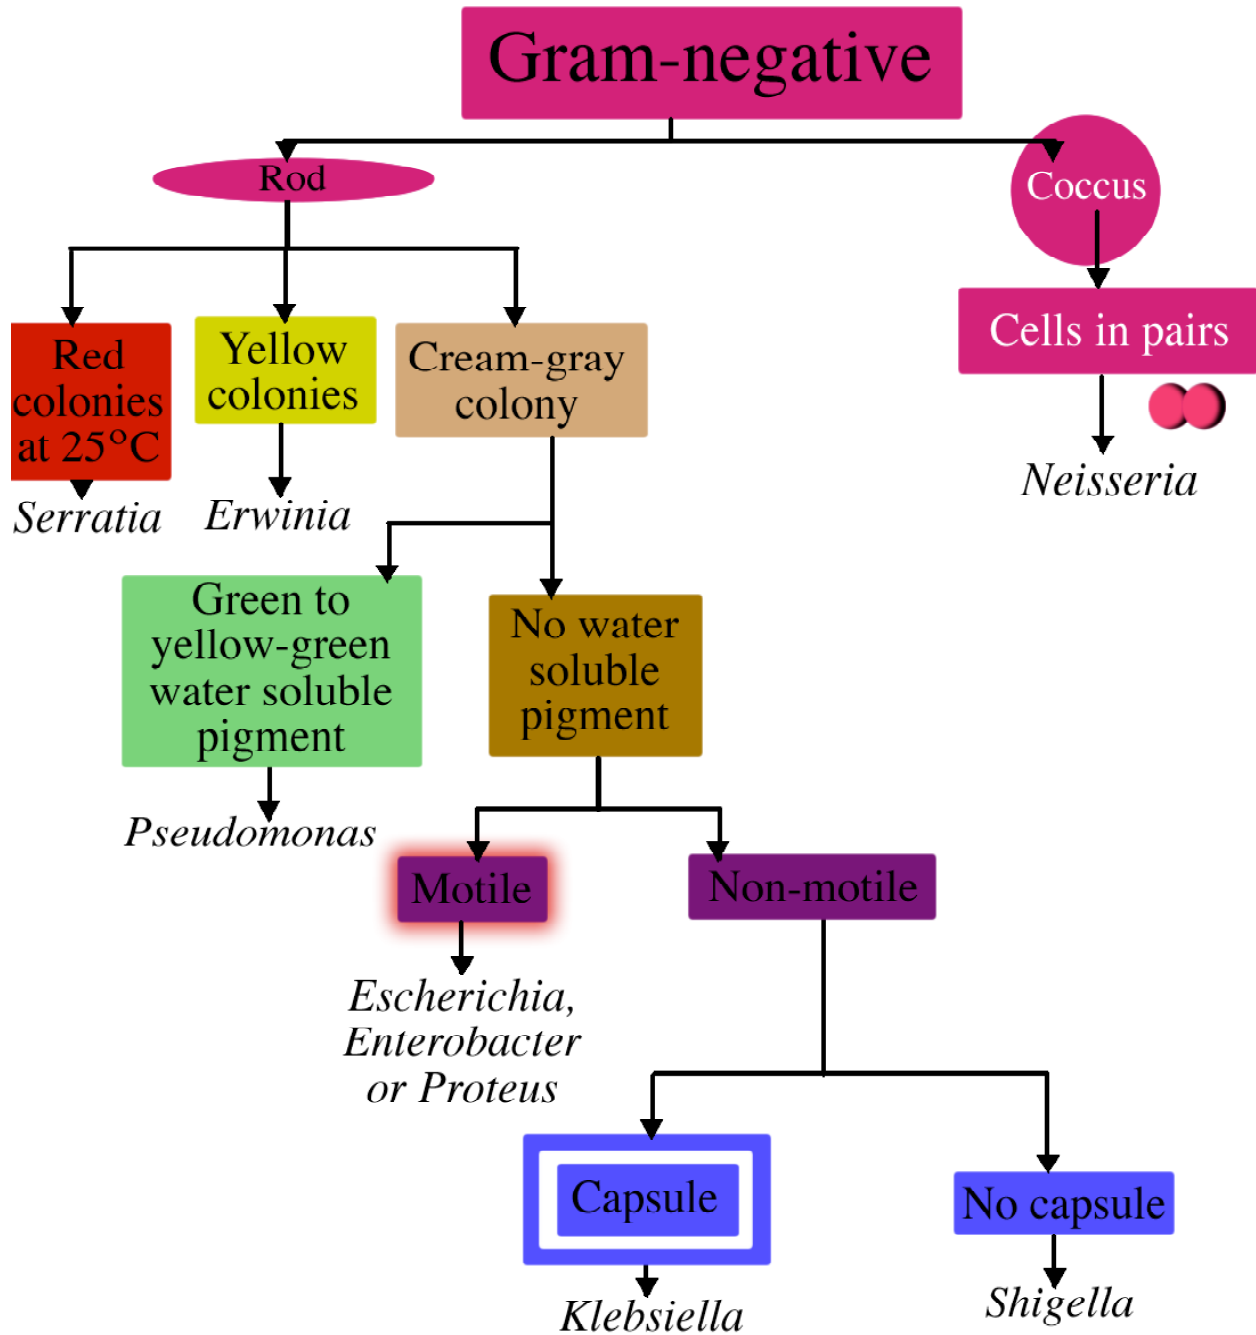 Gram-negative
Rod
Coccus
Red
colonies
at 25°C
Yellow
colonies
Cream-gray
colony
Cells in pairs
Serratia
Erwinia
Neisseria
Green to
yellow-green
water soluble
pigment
No water
soluble
pigment
Pseudomonas
Motile
Non-motile
Escherichia,
Enterobacter
or Proteus
Capsule
No capsule
Klebsiella
Shigella